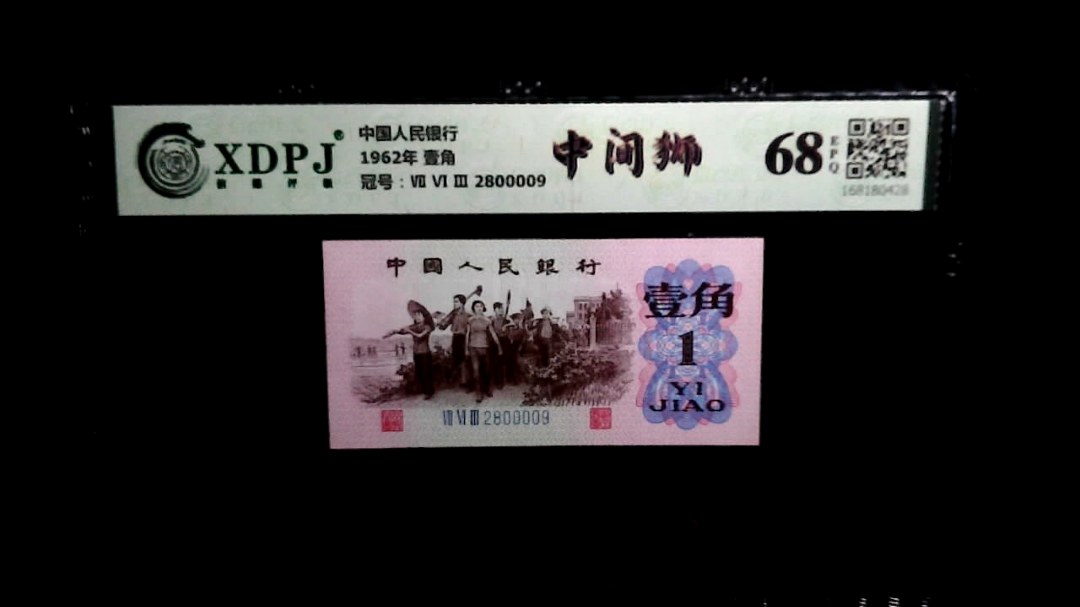 XDPJ
中国人民银行
1962年 壹角
冠号：Ⅶ Ⅵ Ⅲ 2800009
中间狮
68
EPQ
中國人民銀行
壹角
1
YI
JIAO
Ⅶ Ⅵ Ⅲ 2800009